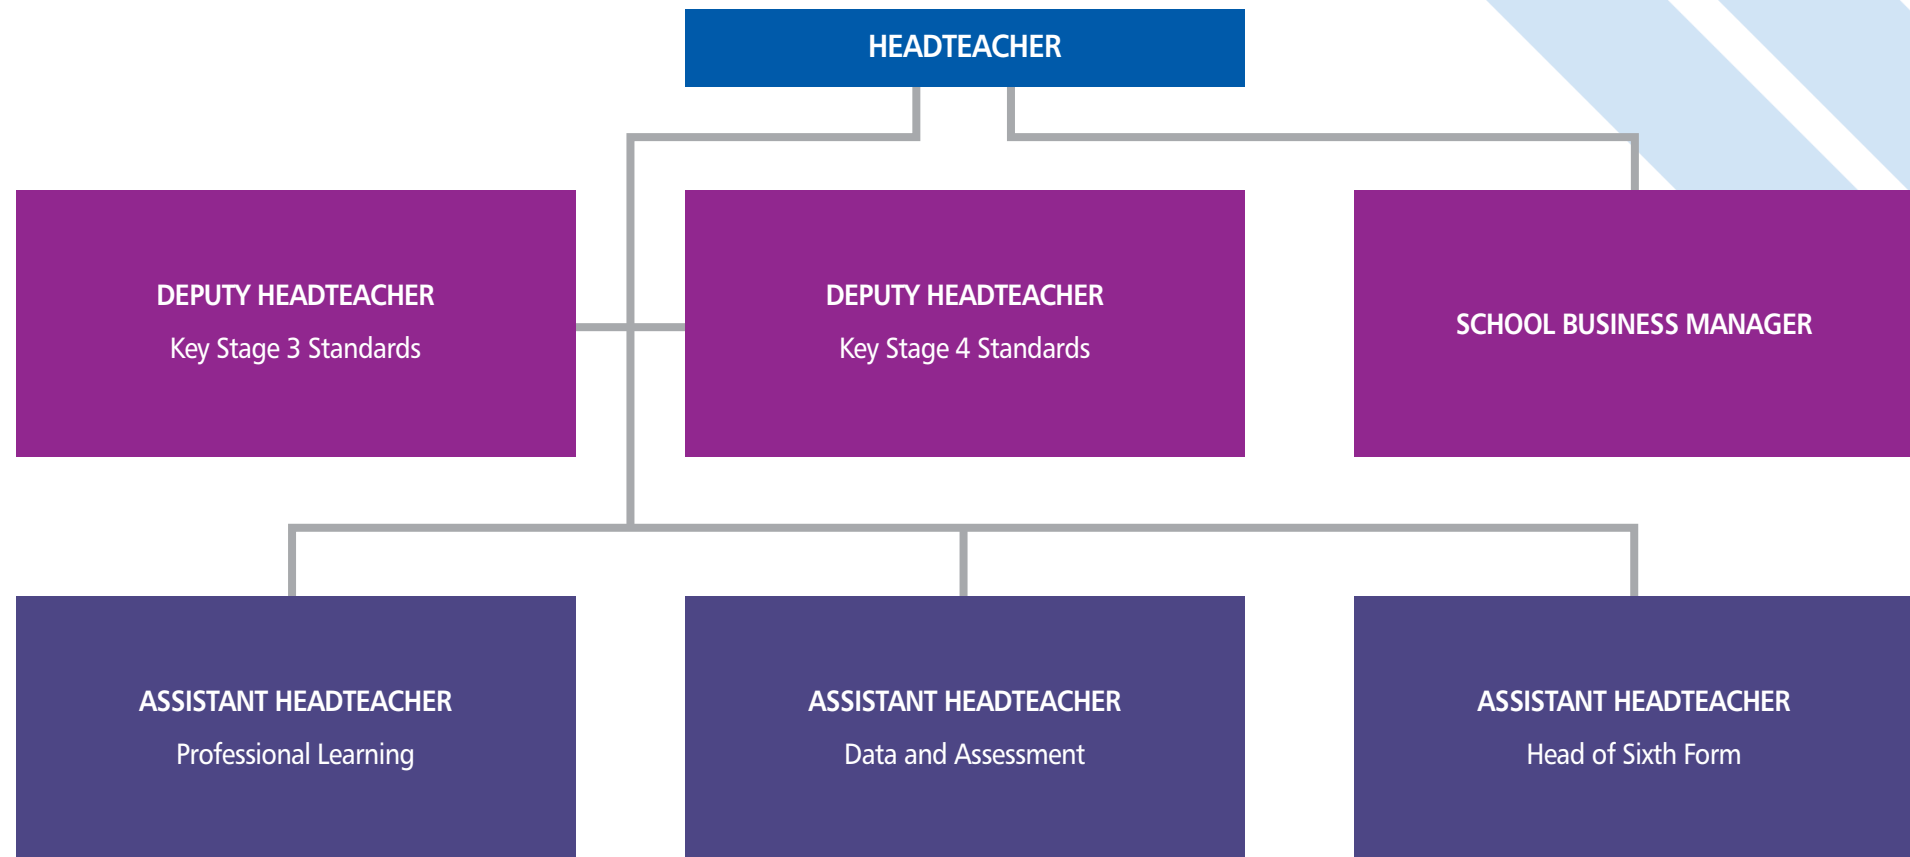 HEADTEACHER
DEPUTY HEADTEACHER
Key Stage 3 Standards
DEPUTY HEADTEACHER
Key Stage 4 Standards
SCHOOL BUSINESS MANAGER
ASSISTANT HEADTEACHER
Professional Learning
ASSISTANT HEADTEACHER
Data and Assessment
ASSISTANT HEADTEACHER
Head of Sixth Form